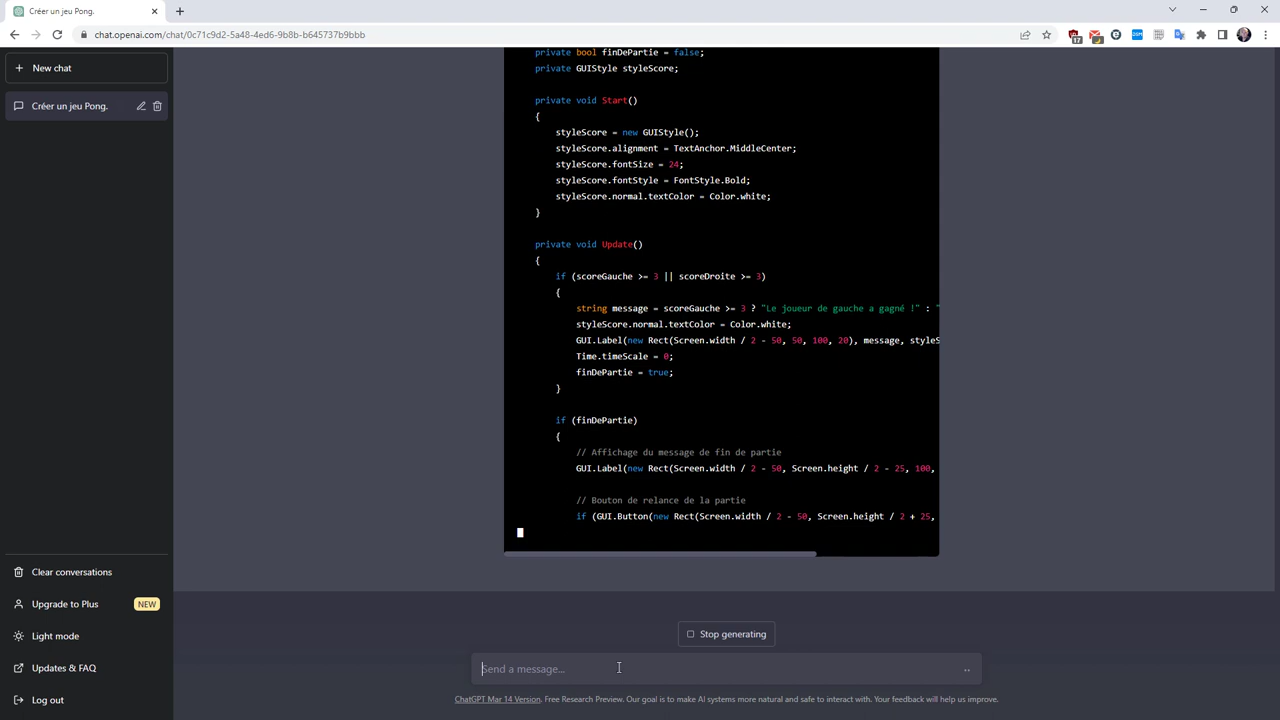 Créer un jeu Pong.
chat.openai.com/chat/0c71c9d2-5a48-4ed6-9b8b-b645737b9bbb
17
New chat
Créer un jeu Pong.
private bool finDePartie = false;
private GUIStyle styleScore;
private void Start()
{
styleScore = new GUIStyle();
styleScore.alignment = TextAnchor.MiddleCenter;
styleScore.fontSize = 24;
styleScore.fontStyle = FontStyle.Bold;
styleScore.normal.textColor = Color.white;
}
private void Update()
{
if (scoreGauche >= 3 || scoreDroite >= 3)
{
string message = scoreGauche >= 3 ? "Le joueur de gauche a gagné !" : "
styleScore.normal.textColor = Color.white;
GUI.Label(new Rect(Screen.width / 2 - 50, 50, 100, 20), message, styleS
Time.timeScale = 0;
finDePartie = true;
}
if (finDePartie)
{
// Affichage du message de fin de partie
GUI.Label(new Rect(Screen.width / 2 - 50, Screen.height / 2 - 25, 100,
// Bouton de relance de la partie
if (GUI.Button(new Rect(Screen.width / 2 - 50, Screen.height / 2 + 25,
Clear conversations
Upgrade to Plus NEW
Light mode
Updates & FAQ
Log out
Stop generating
Send a message...
ChatGPT Mar 14 Version. Free Research Preview. Our goal is to make AI systems more natural and safe to interact with. Your feedback will help us improve.